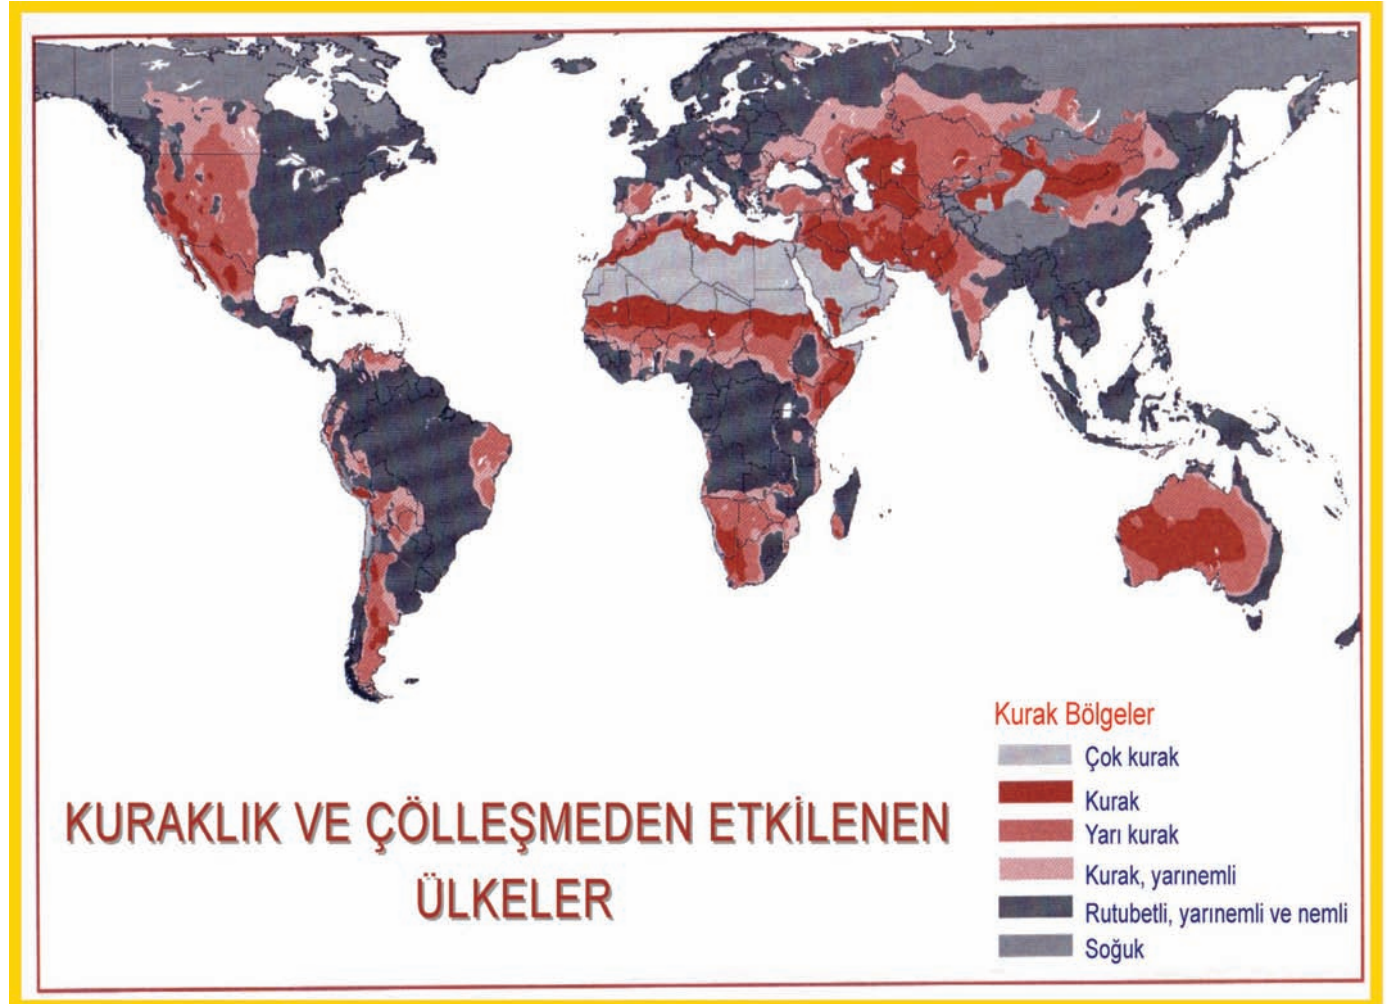 KURAKLIK VE ÇÖLLEŞMEDEN ETKİLENEN
ÜLKELER
Kurak Bölgeler
Çok kurak
Kurak
Yarı kurak
Kurak, yarınemli
Rutubetli, yarınemli ve nemli
Soğuk